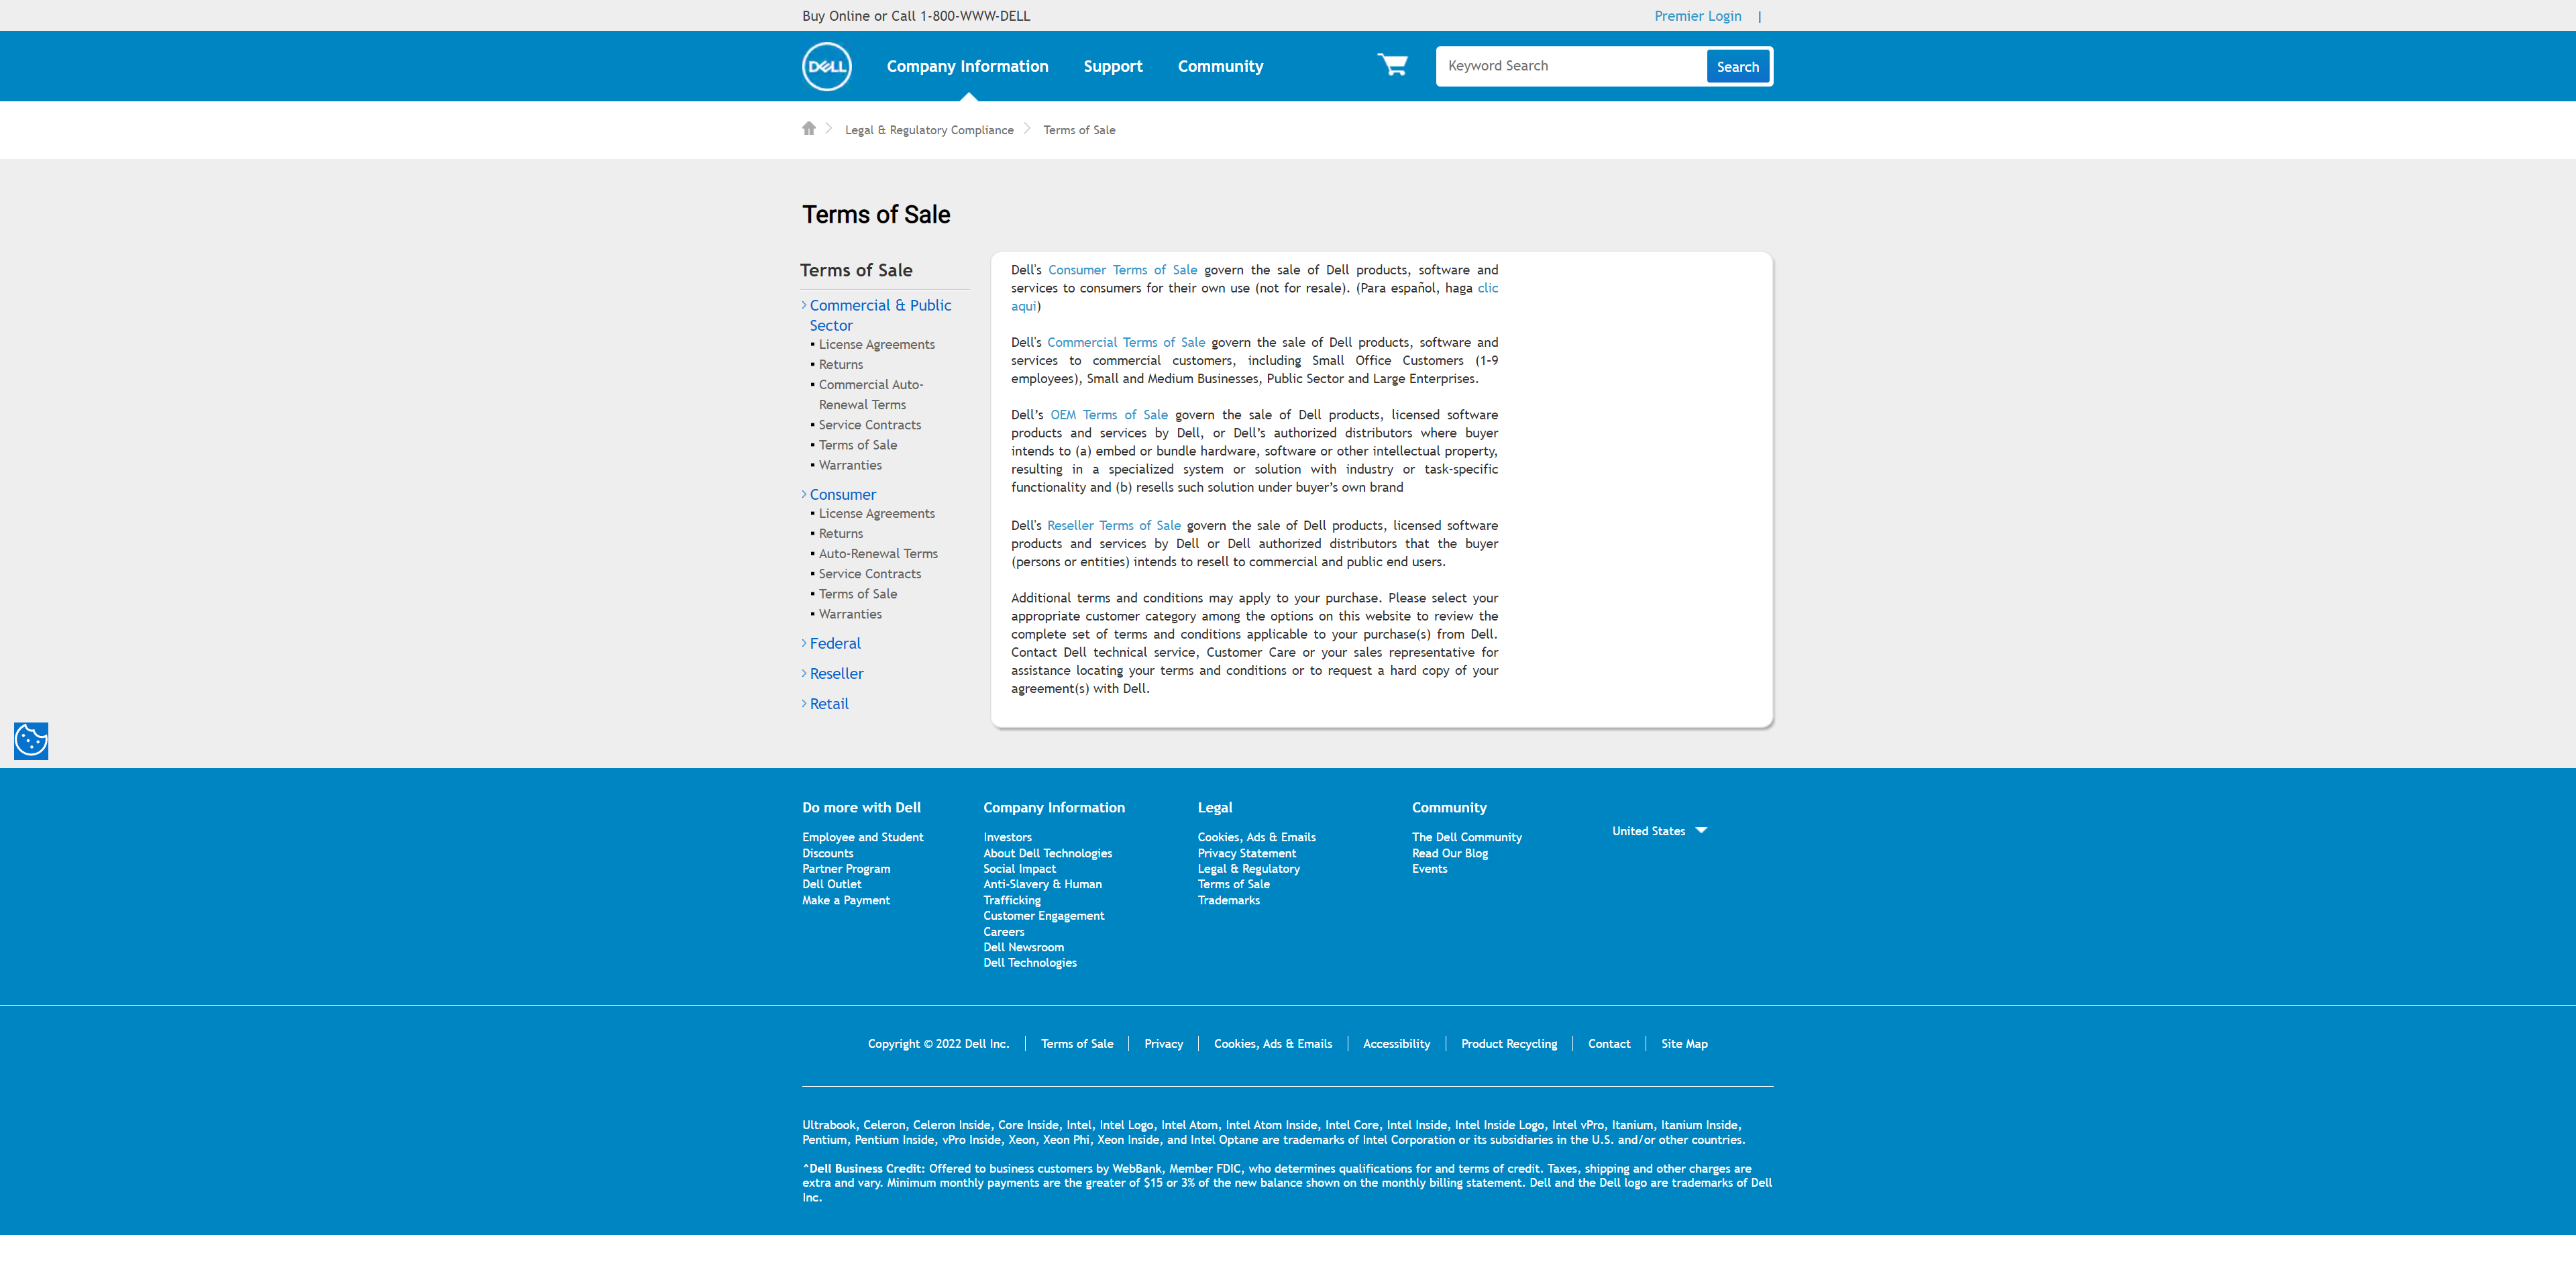 Buy Online or Call 1-800-WWW-DELL
Premier Login |
DELL
Company Information
Support
Community
Keyword Search
Search
Legal & Regulatory Compliance
Terms of Sale
Terms of Sale
Terms of Sale
Commercial & Public
Sector
License Agreements
Returns
Commercial Auto-
Renewal Terms
Service Contracts
Terms of Sale
Warranties
Consumer
License Agreements
Returns
Auto-Renewal Terms
Service Contracts
Terms of Sale
Warranties
Federal
Reseller
Retail
Dell's Consumer Terms of Sale govern the sale of Dell products, software and
services to consumers for their own use (not for resale). (Para español, haga clic
aqui)
Dell's Commercial Terms of Sale govern the sale of Dell products, software and
services to commercial customers, including Small Office Customers (1-9
employees), Small and Medium Businesses, Public Sector and Large Enterprises.
Dell’s OEM Terms of Sale govern the sale of Dell products, licensed software
products and services by Dell, or Dell’s authorized distributors where buyer
intends to (a) embed or bundle hardware, software or other intellectual property,
resulting in a specialized system or solution with industry or task-specific
functionality and (b) resells such solution under buyer’s own brand
Dell's Reseller Terms of Sale govern the sale of Dell products, licensed software
products and services by Dell or Dell authorized distributors that the buyer
(persons or entities) intends to resell to commercial and public end users.
Additional terms and conditions may apply to your purchase. Please select your
appropriate customer category among the options on this website to review the
complete set of terms and conditions applicable to your purchase(s) from Dell.
Contact Dell technical service, Customer Care or your sales representative for
assistance locating your terms and conditions or to request a hard copy of your
agreement(s) with Dell.
Do more with Dell
Employee and Student
Discounts
Partner Program
Dell Outlet
Make a Payment
Company Information
Investors
About Dell Technologies
Social Impact
Anti-Slavery & Human
Trafficking
Customer Engagement
Careers
Dell Newsroom
Dell Technologies
Legal
Cookies, Ads & Emails
Privacy Statement
Legal & Regulatory
Terms of Sale
Trademarks
Community
The Dell Community
Read Our Blog
Events
United States
Copyright © 2022 Dell Inc.
Terms of Sale
Privacy
Cookies, Ads & Emails
Accessibility
Product Recycling
Contact
Site Map
Ultrabook, Celeron, Celeron Inside, Core Inside, Intel, Intel Logo, Intel Atom, Intel Atom Inside, Intel Core, Intel Inside, Intel Inside Logo, Intel vPro, Itanium, Itanium Inside,
Pentium, Pentium Inside, vPro Inside, Xeon, Xeon Phi, Xeon Inside, and Intel Optane are trademarks of Intel Corporation or its subsidiaries in the U.S. and/or other countries.
^Dell Business Credit: Offered to business customers by WebBank, Member FDIC, who determines qualifications for and terms of credit. Taxes, shipping and other charges are
extra and vary. Minimum monthly payments are the greater of $15 or 3% of the new balance shown on the monthly billing statement. Dell and the Dell logo are trademarks of Dell
Inc.